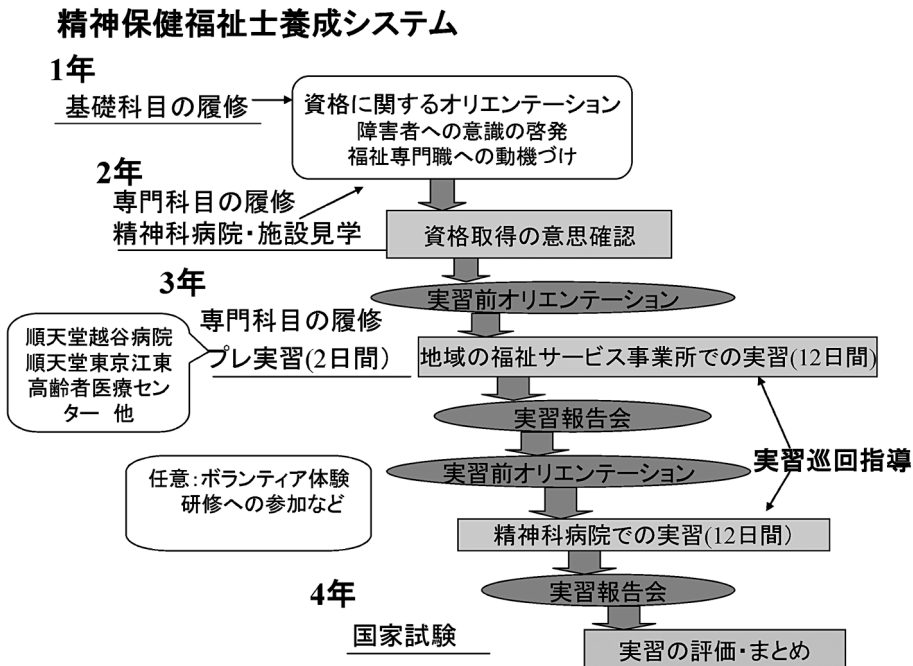 精神保健福祉士養成システム
1年
基礎科目の履修
資格に関するオリエンテーション
障害者への意識の啓発
福祉専門職への動機づけ
2年
専門科目の履修
精神科病院・施設見学
資格取得の意思確認
実習前オリエンテーション
3年
専門科目の履修
プレ実習(2日間)
順天堂越谷病院
順天堂東京江東
高齢者医療セン
ター 他
地域の福祉サービス事業所での実習(12日間)
実習報告会
実習前オリエンテーション
実習巡回指導
任意:ボランティア体験
研修への参加など
精神科病院での実習(12日間)
実習報告会
4年
国家試験
実習の評価・まとめ